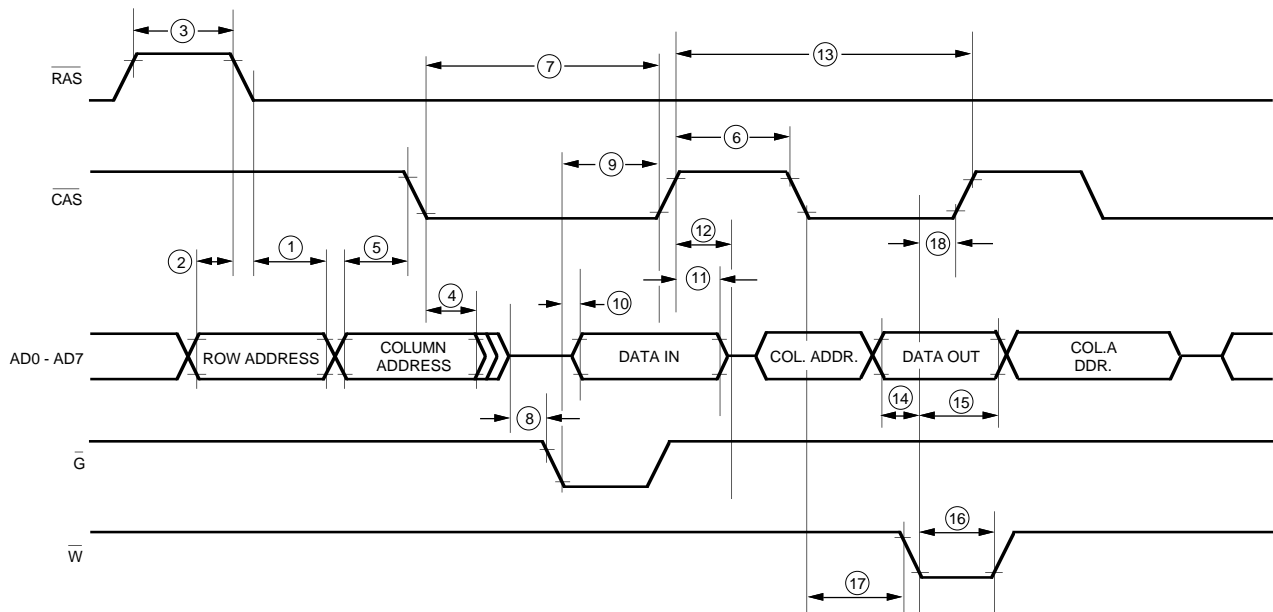 3
7
13
RAS
6
9
CAS
12
18
2
1
5
11
4
10
AD0 - AD7
ROW ADDRESS
COLUMN
ADDRESS
DATA IN
COL. ADDR.
DATA OUT
COL.A
DDR.
8
14
15
G
16
W
17